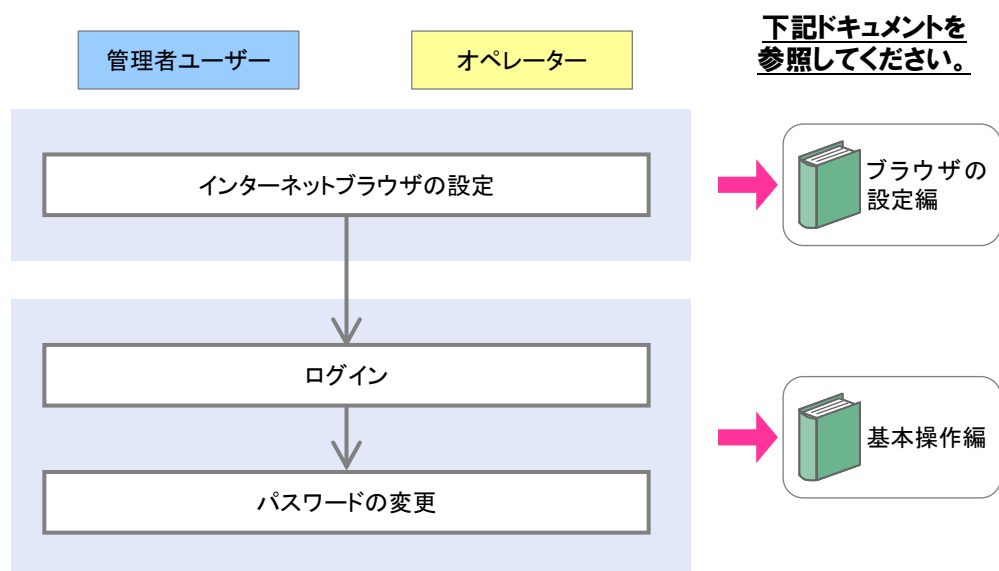 管理者ユーザー
オペレーター
下記ドキュメントを
参照してください。
インターネットブラウザの設定
ブラウザの
設定編
ログイン
基本操作編
パスワードの変更